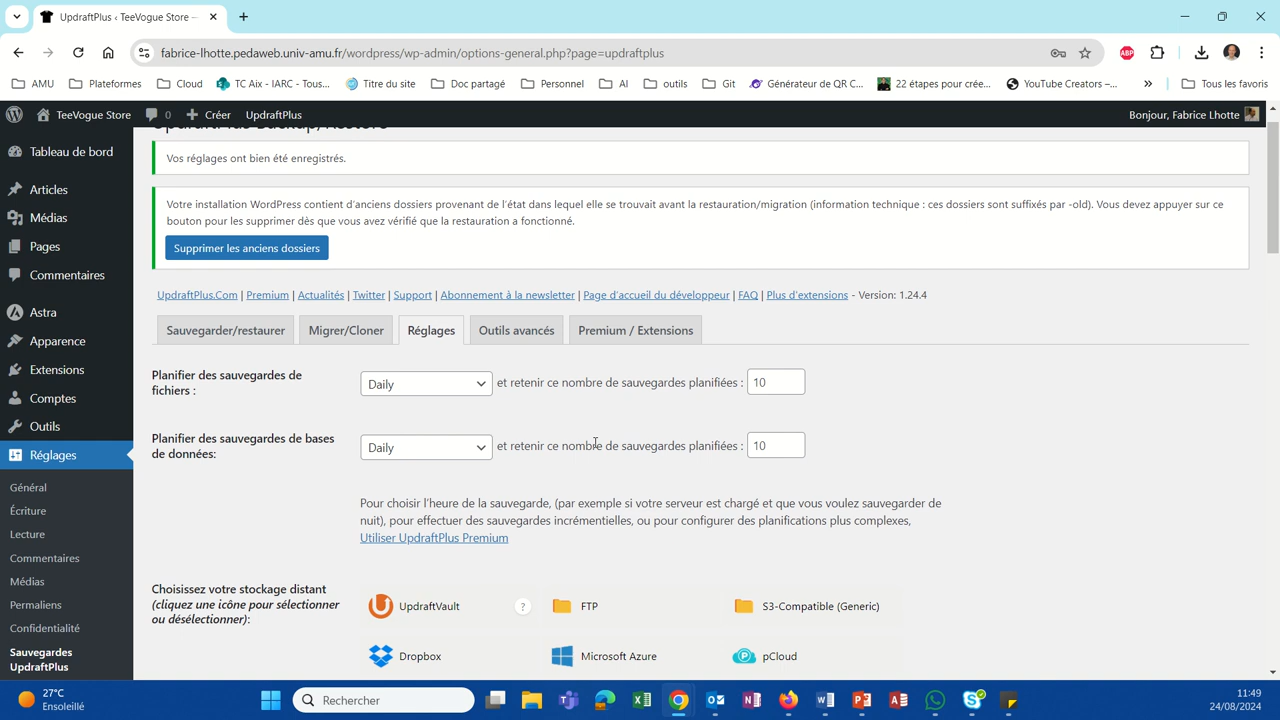 UpdraftPlus ‹ TeeVogue Store –
fabrice-lhotte.pedaweb.univ-amu.fr/wordpress/wp-admin/options-general.php?page=updraftplus
ABP
AMU Plateformes Cloud TC Aix - IARC - Tous... Titre du site Doc partagé Personnel AI outils Git Générateur de QR C... 22 étapes pour crée... YouTube Creators –... » Tous les favoris
TeeVogue Store 0 Créer UpdraftPlus Bonjour, Fabrice Lhotte
UpdraftPlus Backup/Restore
Tableau de bord
Articles
Médias
Pages
Commentaires
Astra
Apparence
Extensions
Comptes
Outils
Réglages
Général
Écriture
Lecture
Commentaires
Médias
Permaliens
Confidentialité
Sauvegardes
UpdraftPlus
Vos réglages ont bien été enregistrés.
Votre installation WordPress contient d’anciens dossiers provenant de l’état dans lequel elle se trouvait avant la restauration/migration (information technique : ces dossiers sont suffixés par -old). Vous devez appuyer sur ce
bouton pour les supprimer dès que vous avez vérifié que la restauration a fonctionné.
Supprimer les anciens dossiers
UpdraftPlus.Com | Premium | Actualités | Twitter | Support | Abonnement à la newsletter | Page d'accueil du développeur | FAQ | Plus d'extensions - Version: 1.24.4
Sauvegarder/restaurer Migrer/Cloner Réglages Outils avancés Premium / Extensions
Planifier des sauvegardes de
fichiers :
Daily et retenir ce nombre de sauvegardes planifiées : 10
Planifier des sauvegardes de bases
de données:
Daily et retenir ce nombre de sauvegardes planifiées : 10
Pour choisir l’heure de la sauvegarde, (par exemple si votre serveur est chargé et que vous voulez sauvegarder de
nuit), pour effectuer des sauvegardes incrémentielles, ou pour configurer des planifications plus complexes,
Utiliser UpdraftPlus Premium
Choisissez votre stockage distant
(cliquez une icône pour sélectionner
ou désélectionner):
UpdraftVault ? FTP S3-Compatible (Generic)
Dropbox Microsoft Azure pCloud
27°C
Ensoleillé
Rechercher
11:49
24/08/2024